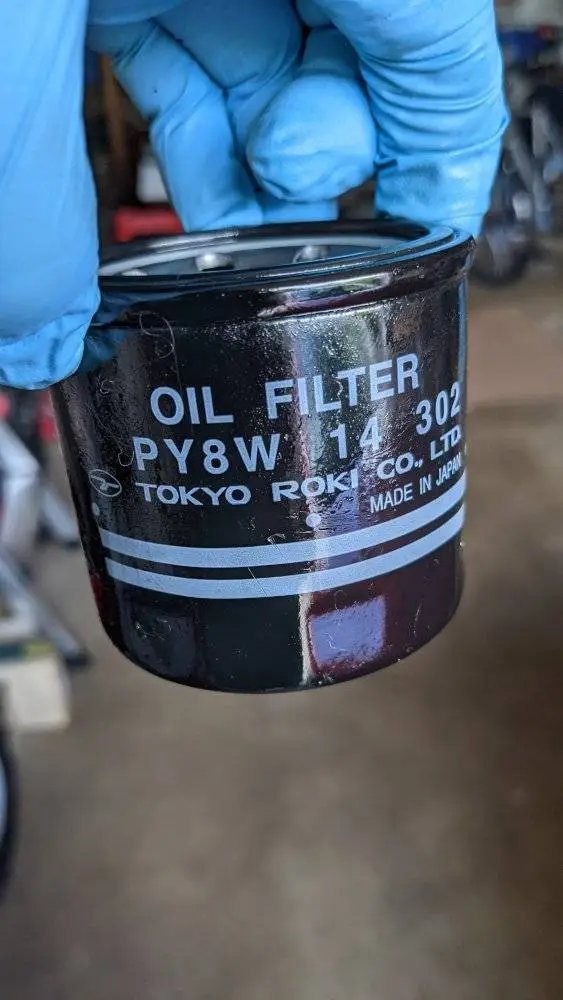 OIL FILTER
PY8W 14 302
TOKYO ROKI CO., LTD.
MADE IN JAPAN